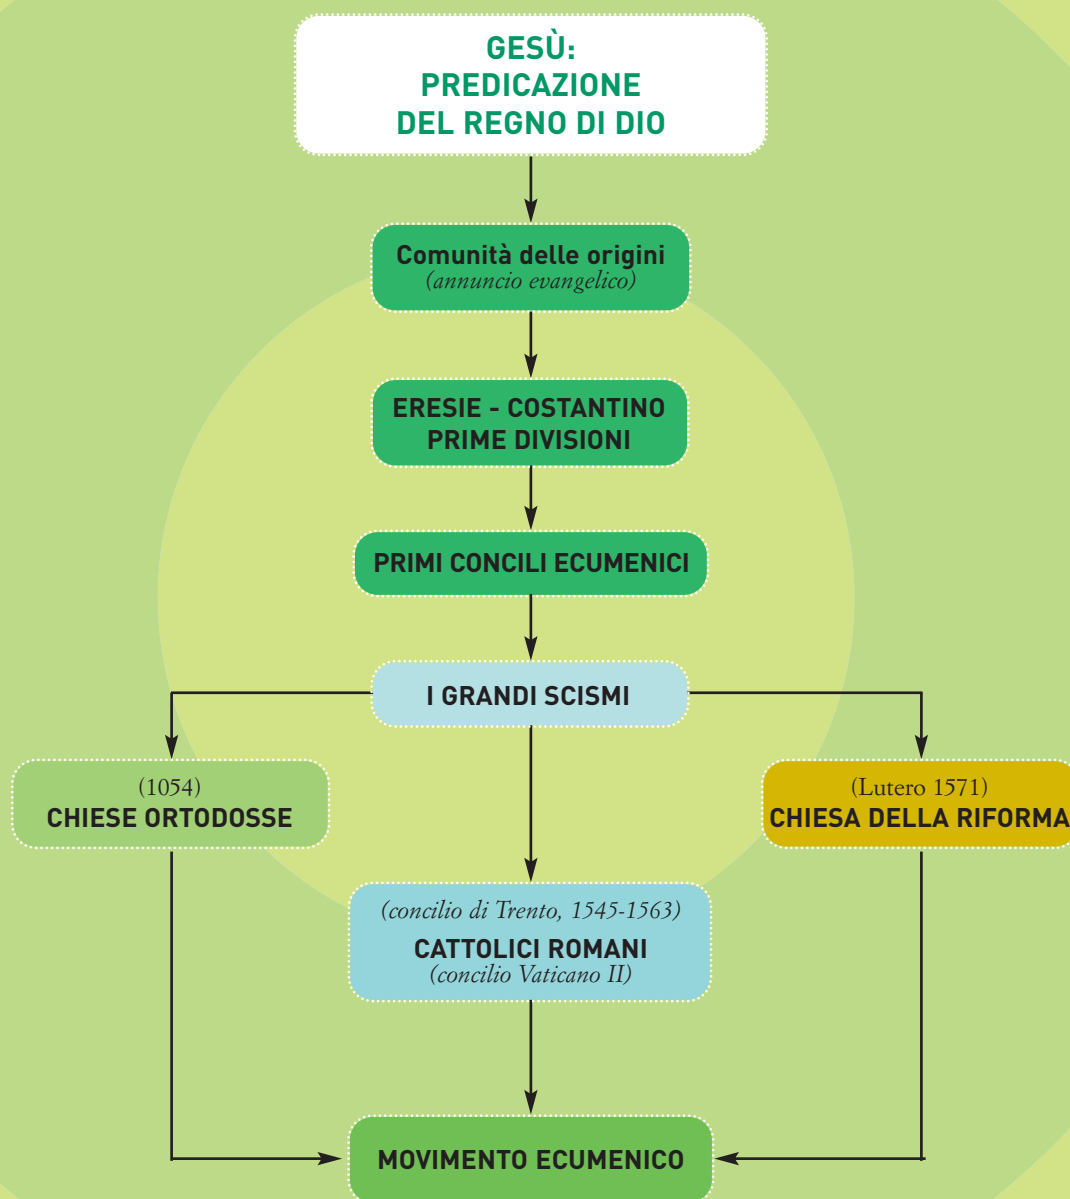 GESÙ:
PREDICAZIONE
DEL REGNO DI DIO
Comunità delle origini
(annuncio evangelico)
ERESIE - COSTANTINO
PRIME DIVISIONI
PRIMI CONCILI ECUMENICI
I GRANDI SCISMI
(1054)
CHIESE ORTODOSSE
(Lutero 1571)
CHIESA DELLA RIFORMA
(concilio di Trento, 1545-1563)
CATTOLICI ROMANI
(concilio Vaticano II)
MOVIMENTO ECUMENICO